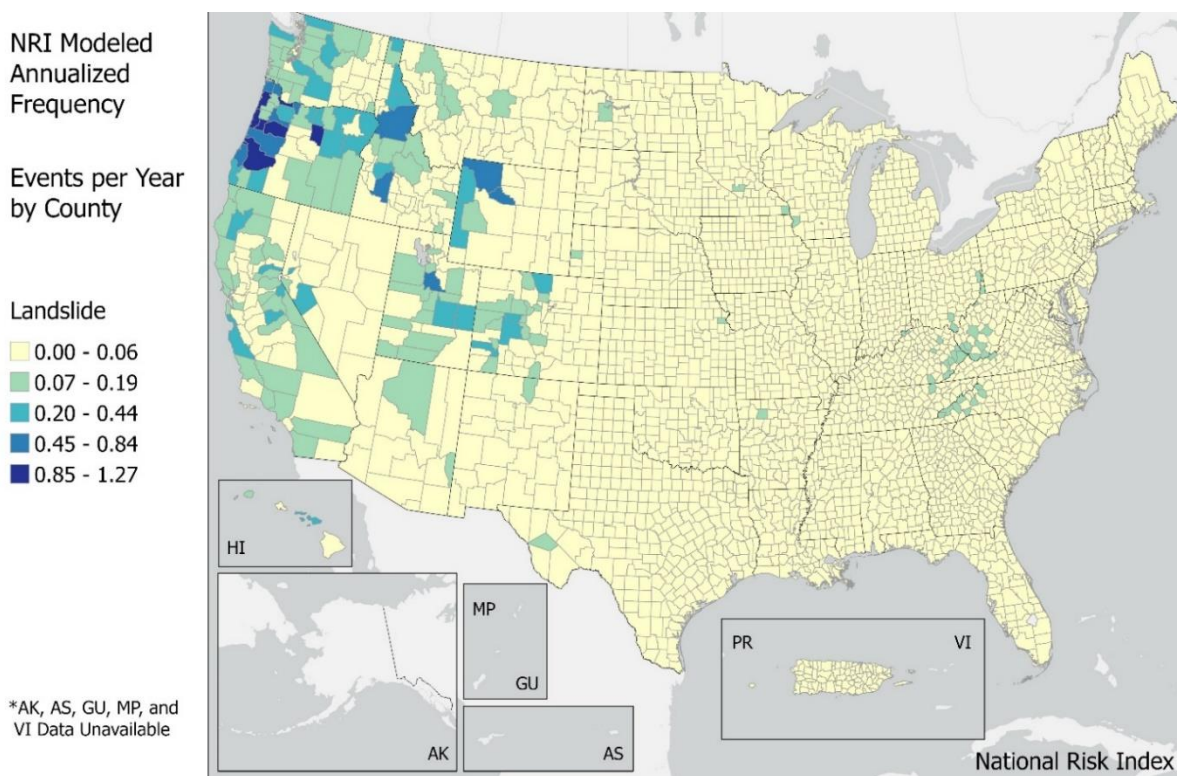 NRI Modeled
Annualized
Frequency
Events per Year
by County
Landslide
0.00 - 0.06
0.07 - 0.19
0.20 - 0.44
0.45 - 0.84
0.85 - 1.27
*AK, AS, GU, MP, and
VI Data Unavailable
HI
AK
MP
GU
AS
PR
VI
National Risk Index